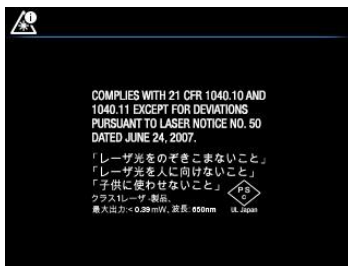 COMPLIES WITH 21 CFR 1040.10 AND
1040.11 EXCEPT FOR DEVIATIONS
PURSUANT TO LASER NOTICE NO. 50
DATED JUNE 24, 2007.
「レーザ光をのぞきこまないこと」
「レーザ光を人に向けないこと」
「子供に使わせないこと」
クラス1レーザ-製品、
最大出力:< 0.39 mW、波長: 650nm
PS
C
UL Japan